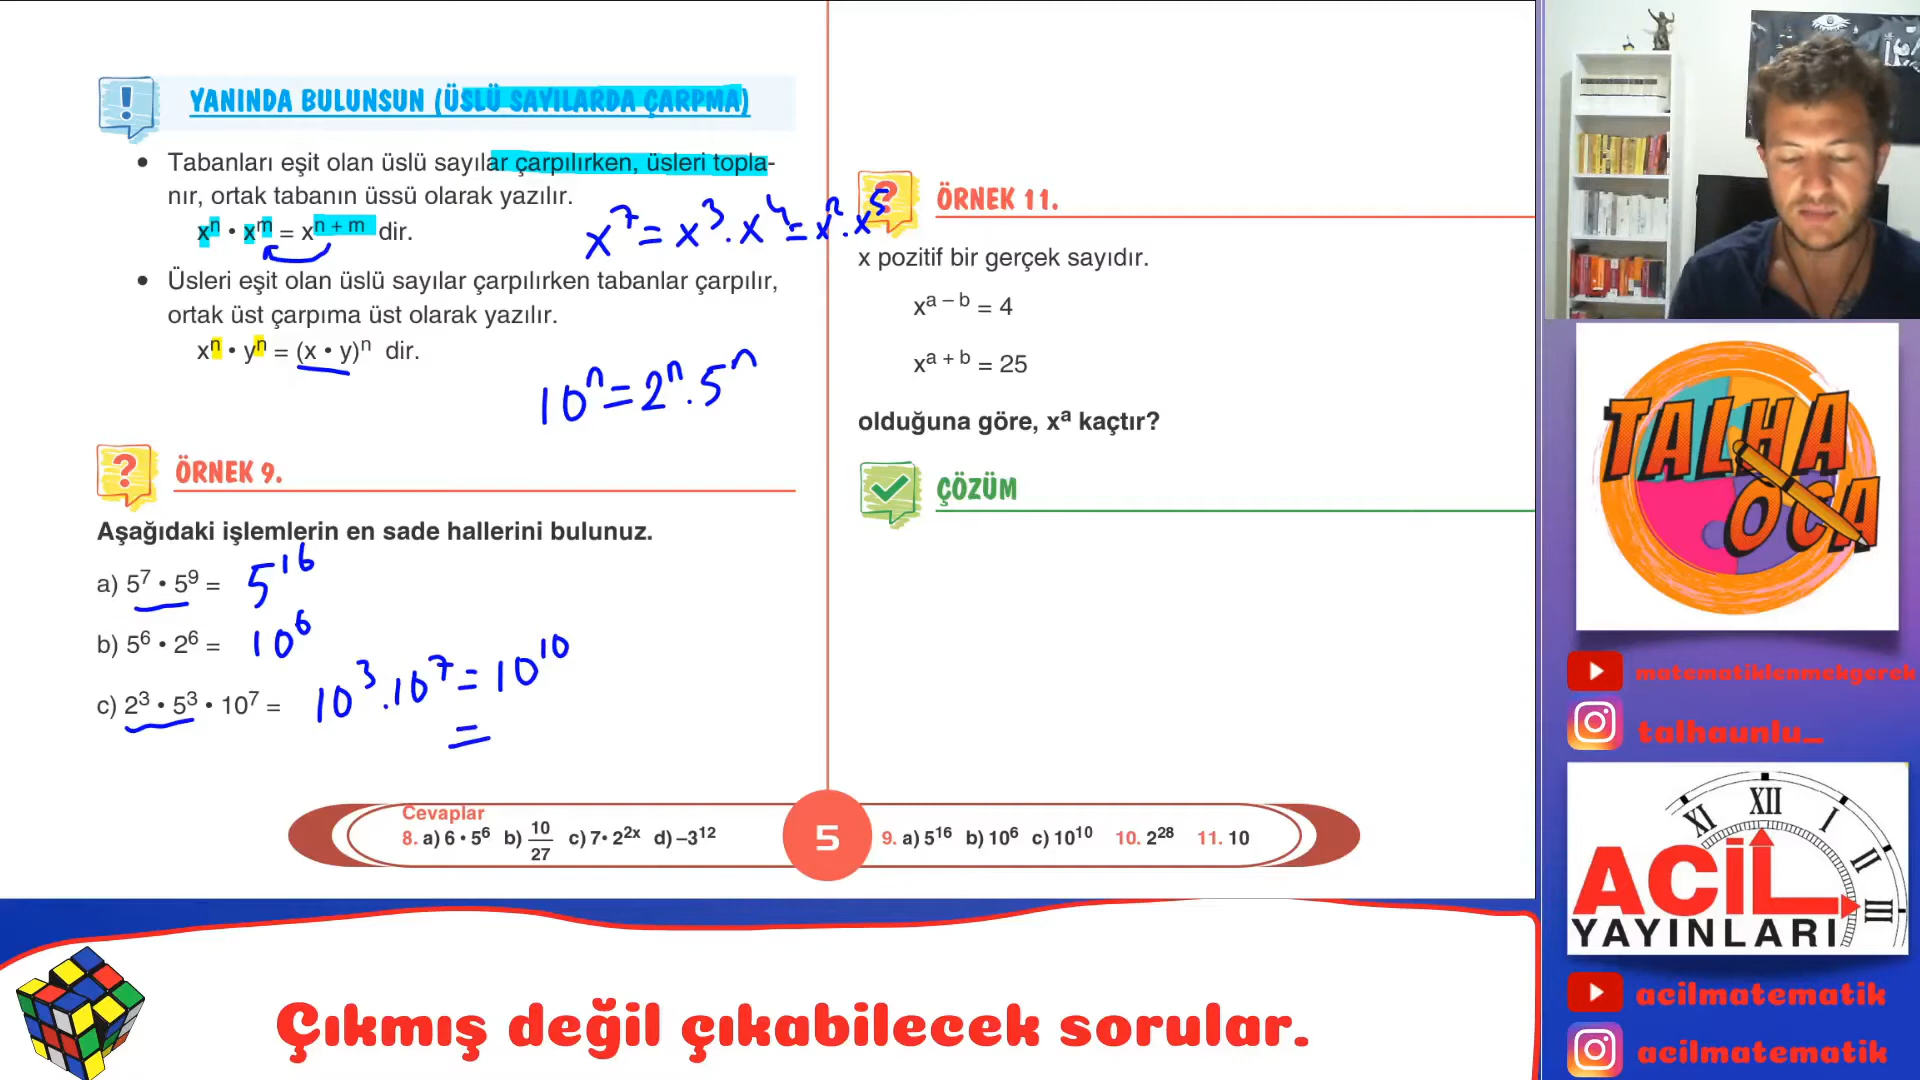 YANINDA BULUNSUN (ÜSLÜ SAYILARDA ÇARPMA)
• Tabanları eşit olan üslü sayılar çarpılırken, üsleri topla-
nır, ortak tabanın üssü olarak yazılır.
xⁿ • xᵐ = xⁿ ⁺ ᵐ dir.
x⁷ = x³ . x⁴ = x² . x⁵
• Üsleri eşit olan üslü sayılar çarpılırken tabanlar çarpılır,
ortak üst çarpıma üst olarak yazılır.
xⁿ • yⁿ = (x • y)ⁿ dir.
10ⁿ = 2ⁿ . 5ⁿ
ÖRNEK 9.
Aşağıdaki işlemlerin en sade hallerini bulunuz.
a) 5⁷ • 5⁹ = 5¹⁶
b) 5⁶ • 2⁶ = 10⁶
c) 2³ • 5³ • 10⁷ = 10³ . 10⁷ = 10¹⁰
=
ÖRNEK 11.
x pozitif bir gerçek sayıdır.
xᵃ ⁻ ᵇ = 4
xᵃ ⁺ ᵇ = 25
olduğuna göre, xᵃ kaçtır?
ÇÖZÜM
Cevaplar
8. a) 6 • 5⁶ b) 10/27 c) 7 • 2²ˣ d) –3¹²
5
9. a) 5¹⁶ b) 10⁶ c) 10¹⁰ 10. 2²⁸ 11. 10
Çıkmış değil çıkabilecek sorular.
TALHA
OCA
matematiklenmekgerek
talhaunlu_
XI XII I II III
ACİL
YAYINLARI
acilmatematik
acilmatematik